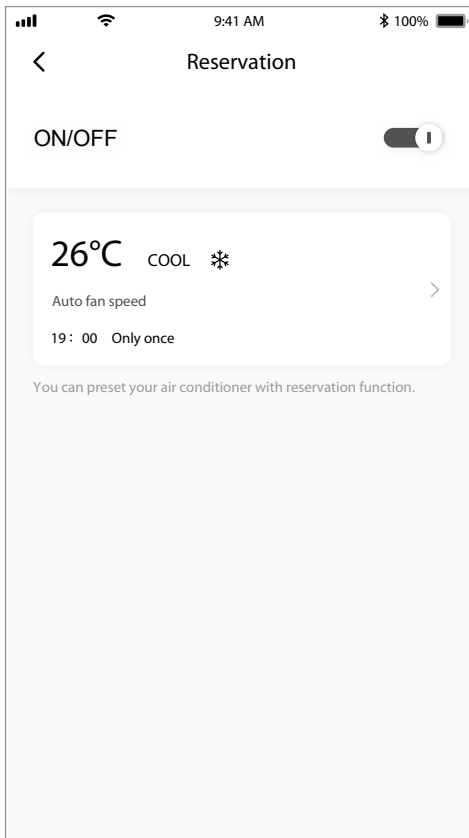 9:41 AM 100%
Reservation
ON/OFF
26°C COOL
Auto fan speed
19：00 Only once
You can preset your air conditioner with reservation function.